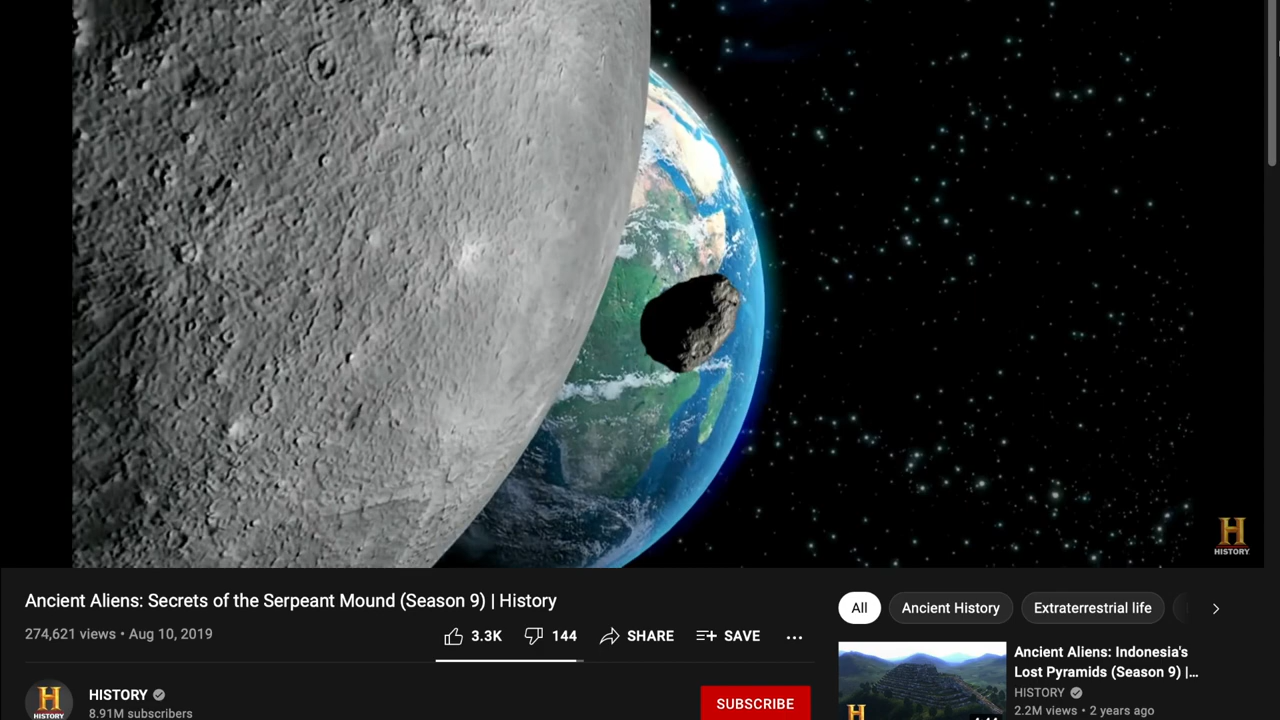 H
HISTORY
Ancient Aliens: Secrets of the Serpeant Mound (Season 9) | History
274,621 views • Aug 10, 2019
3.3K
144
SHARE
SAVE
H
HISTORY
HISTORY
8.91M subscribers
SUBSCRIBE
All
Ancient History
Extraterrestrial life
Ancient Aliens: Indonesia's
Lost Pyramids (Season 9) |...
HISTORY
2.2M views • 2 years ago
H